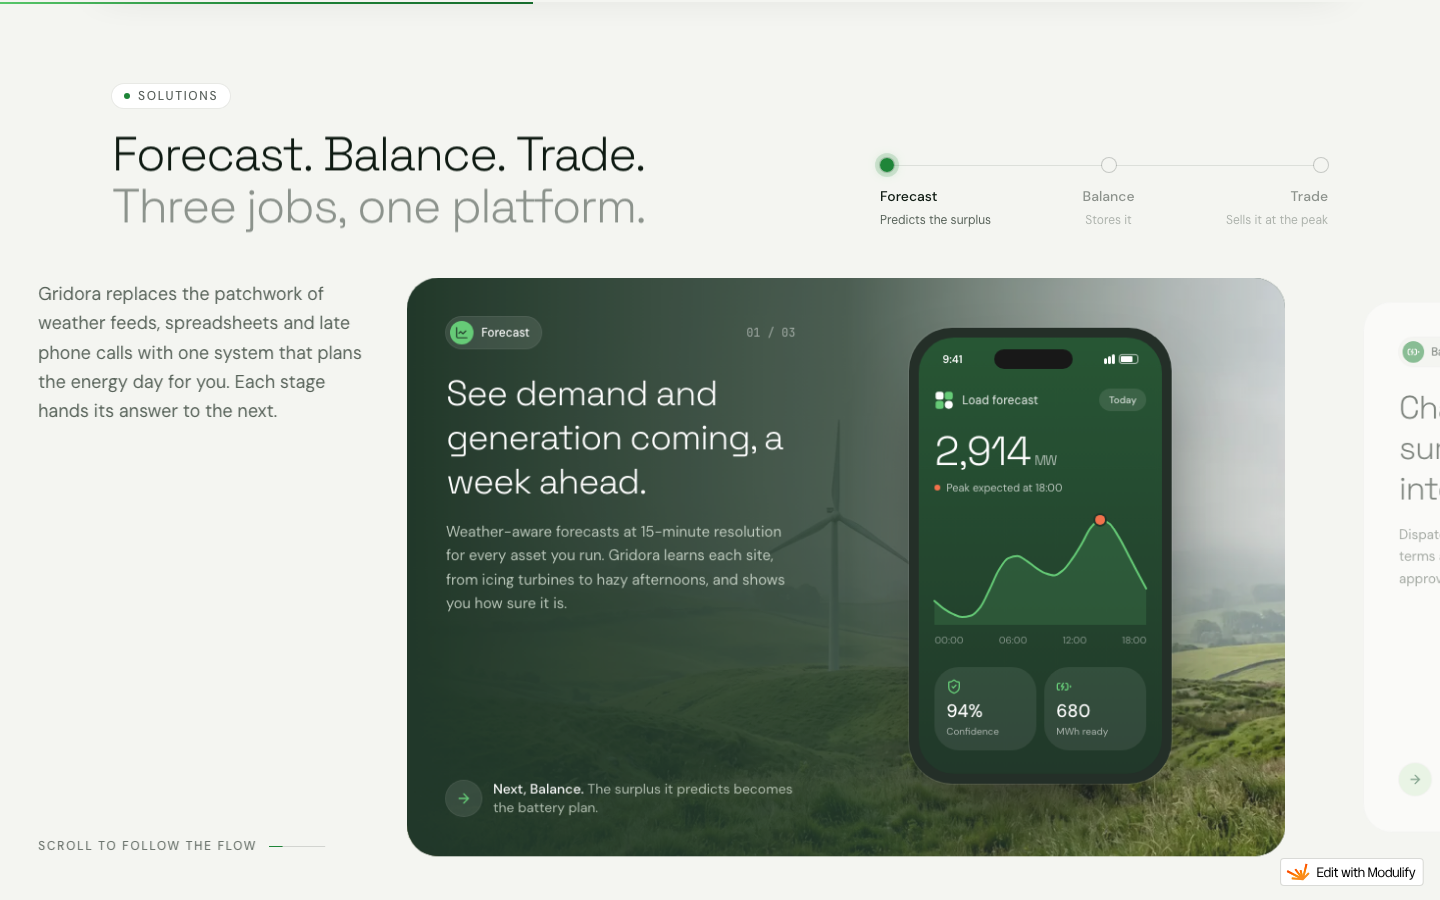 SOLUTIONS
Forecast. Balance. Trade.
Three jobs, one platform.
Forecast
Predicts the surplus
Balance
Stores it
Trade
Sells it at the peak
Gridora replaces the patchwork of
weather feeds, spreadsheets and late
phone calls with one system that plans
the energy day for you. Each stage
hands its answer to the next.
SCROLL TO FOLLOW THE FLOW
Forecast
01 / 03
See demand and
generation coming, a
week ahead.
Weather-aware forecasts at 15-minute resolution
for every asset you run. Gridora learns each site,
from icing turbines to hazy afternoons, and shows
you how sure it is.
Next, Balance. The surplus it predicts becomes
the battery plan.
9:41
Load forecast
Today
2,914 MW
Peak expected at 18:00
00:00 06:00 12:00 18:00
94%
Confidence
680
MWh ready
Edit with Modulify